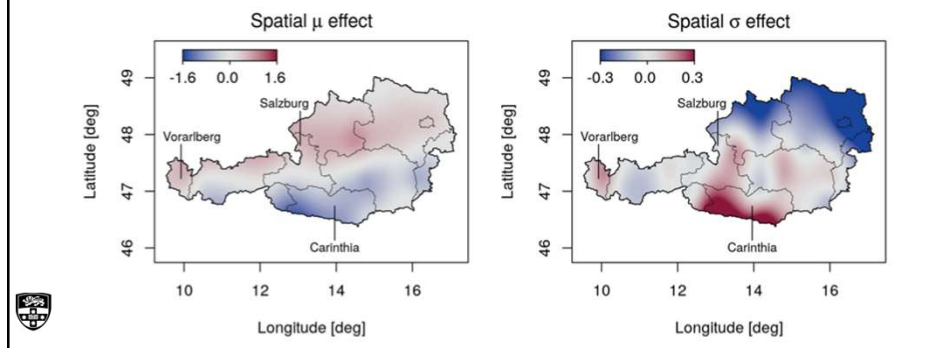 Spatial μ effect
-1.6 0.0 1.6
Salzburg
Vorarlberg
Carinthia
49
48
47
46
Latitude [deg]
10 12 14 16
Longitude [deg]
Spatial σ effect
-0.3 0.0 0.3
Salzburg
Vorarlberg
Carinthia
49
48
47
46
Latitude [deg]
10 12 14 16
Longitude [deg]